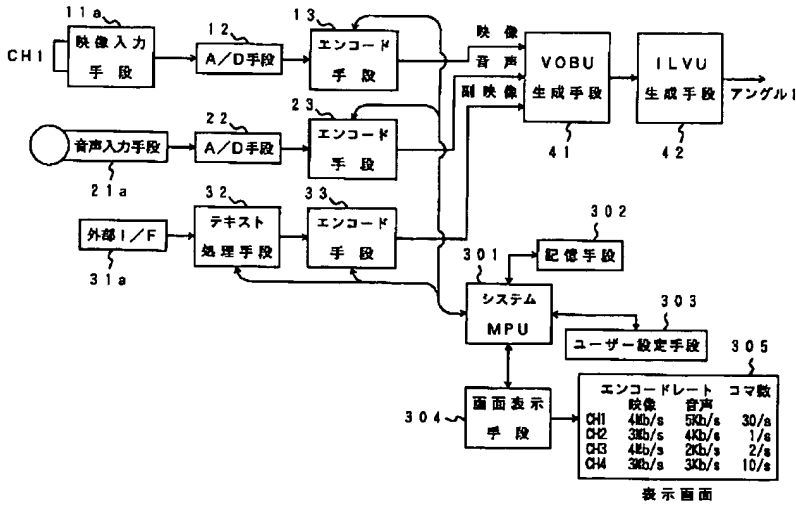 11a
映像入力
手段
CH1
12
A/D手段
13
エンコード
手段
映像
音声
副映像
VOBU
生成手段
41
ILVU
生成手段
42
アングル1
音声入力手段
21a
22
A/D手段
23
エンコード
手段
外部I/F
31a
32
テキスト
処理手段
33
エンコード
手段
301
システム
MPU
302
記憶手段
303
ユーザー設定手段
304
画面表示
手段
305
エンコードレート コマ数
映像 音声
CH1 4Mb/s 5Kb/s 30/s
CH2 3Mb/s 4Kb/s 1/s
CH3 4Mb/s 2Kb/s 2/s
CH4 3Mb/s 3Kb/s 10/s
表示画面